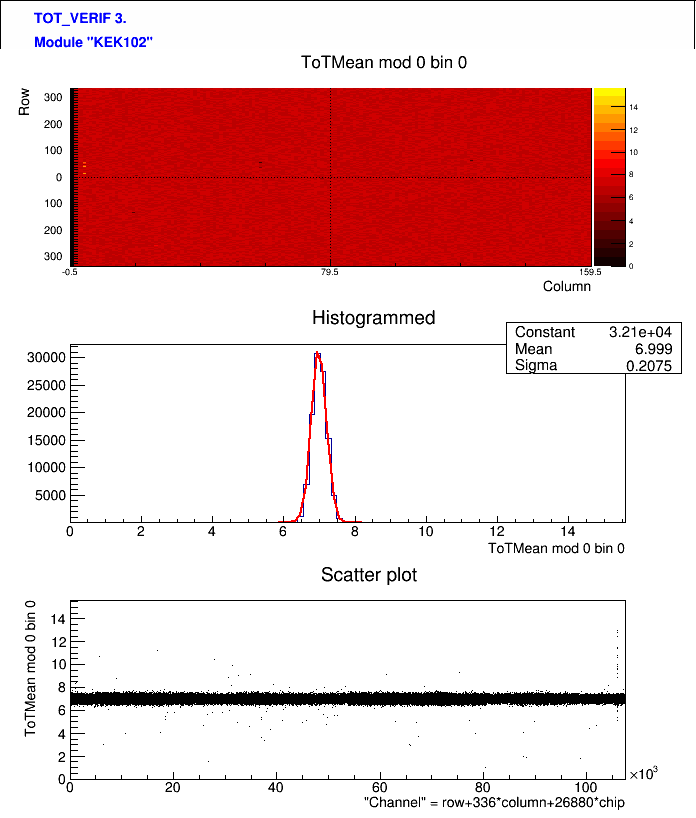 TOT_VERIF 3.
Module "KEK102"
ToTMean mod 0 bin 0
Row
300
200
100
0
100
200
300
-0.5
79.5
159.5
Column
14
12
10
8
6
4
2
0
Histogrammed
Constant 3.21e+04
Mean 6.999
Sigma 0.2075
30000
25000
20000
15000
10000
5000
0 2 4 6 8 10 12 14
ToTMean mod 0 bin 0
Scatter plot
ToTMean mod 0 bin 0
14
12
10
8
6
4
2
0
0 20 40 60 80 100
×10³
"Channel" = row+336*column+26880*chip